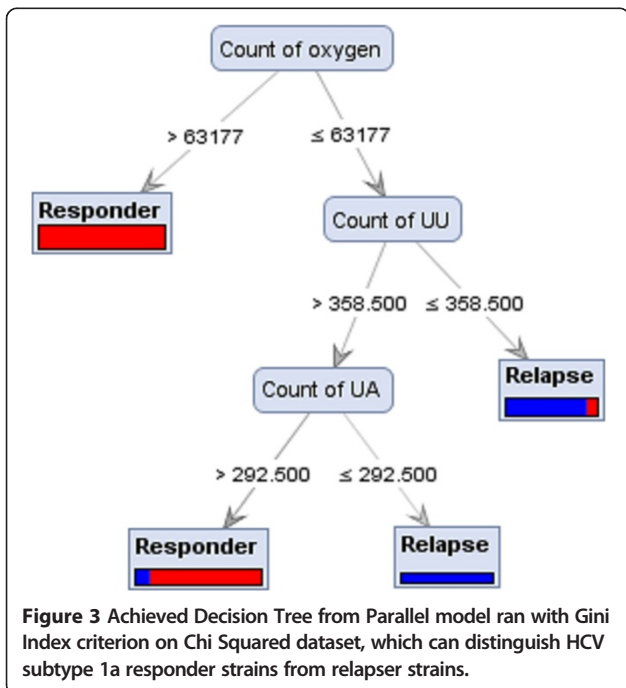 Count of oxygen
> 63177
≤ 63177
Responder
Count of UU
> 358.500
≤ 358.500
Count of UA
Relapse
> 292.500
≤ 292.500
Responder
Relapse
Figure 3 Achieved Decision Tree from Parallel model ran with Gini
Index criterion on Chi Squared dataset, which can distinguish HCV
subtype 1a responder strains from relapser strains.